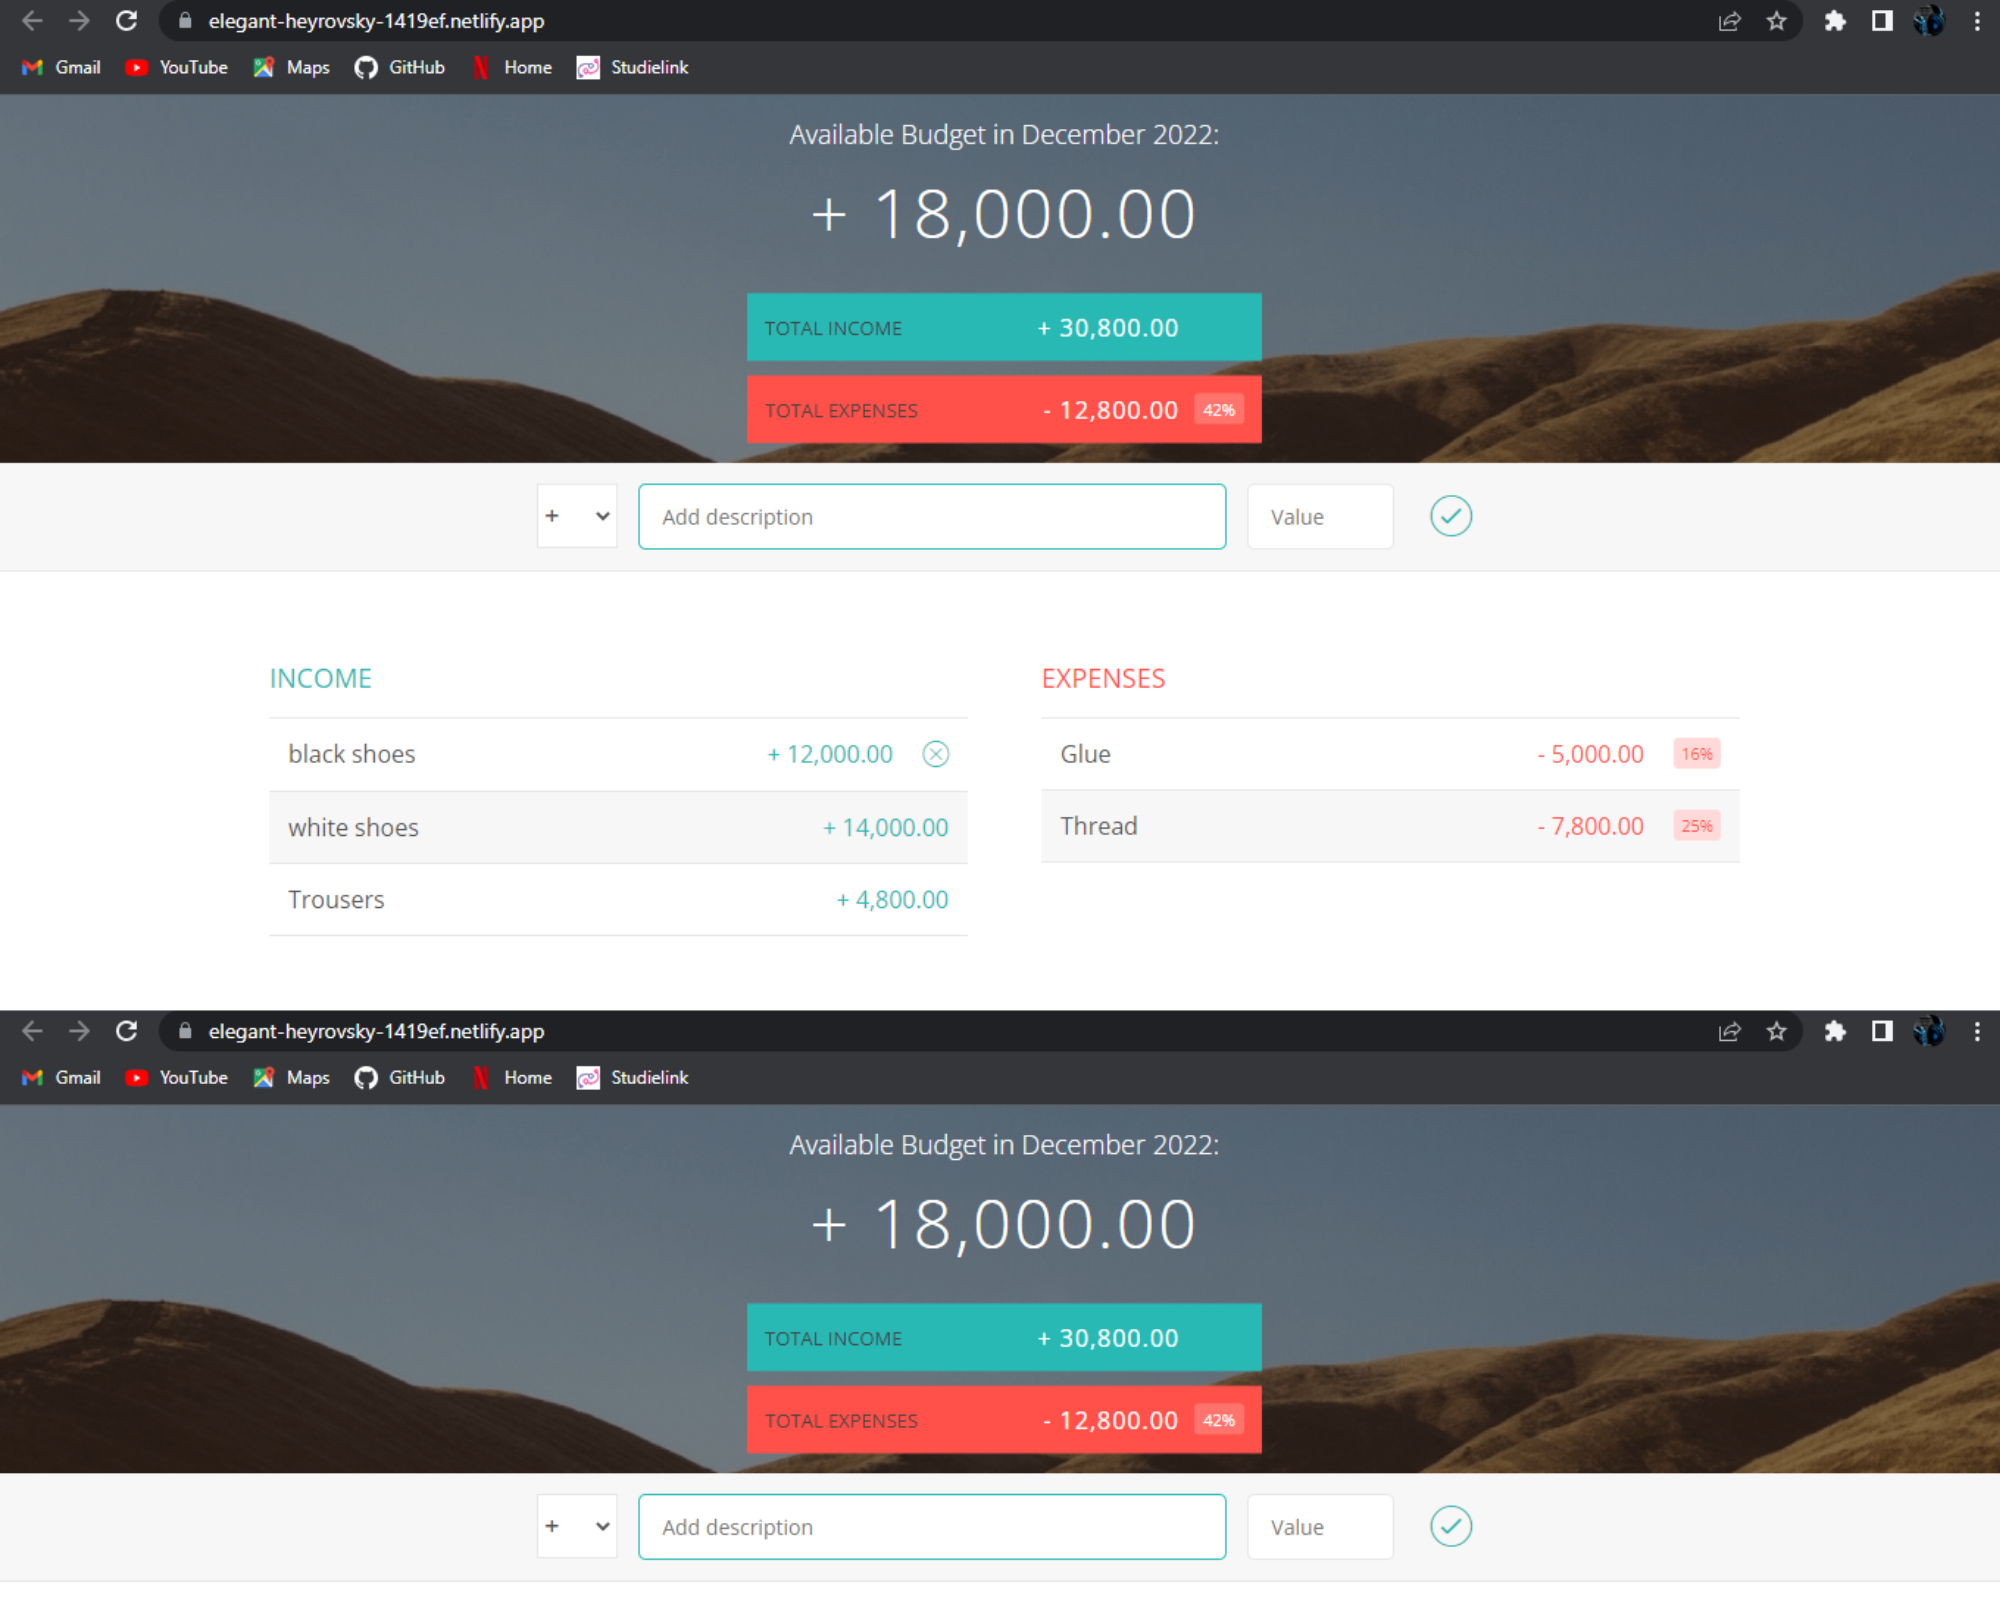 elegant-heyrovsky-1419ef.netlify.app
Gmail YouTube Maps GitHub Home Studielink
Available Budget in December 2022:
+ 18,000.00
TOTAL INCOME + 30,800.00
TOTAL EXPENSES - 12,800.00 42%
+ Add description Value
INCOME
black shoes + 12,000.00
white shoes + 14,000.00
Trousers + 4,800.00
EXPENSES
Glue - 5,000.00 16%
Thread - 7,800.00 25%
elegant-heyrovsky-1419ef.netlify.app
Gmail YouTube Maps GitHub Home Studielink
Available Budget in December 2022:
+ 18,000.00
TOTAL INCOME + 30,800.00
TOTAL EXPENSES - 12,800.00 42%
+ Add description Value